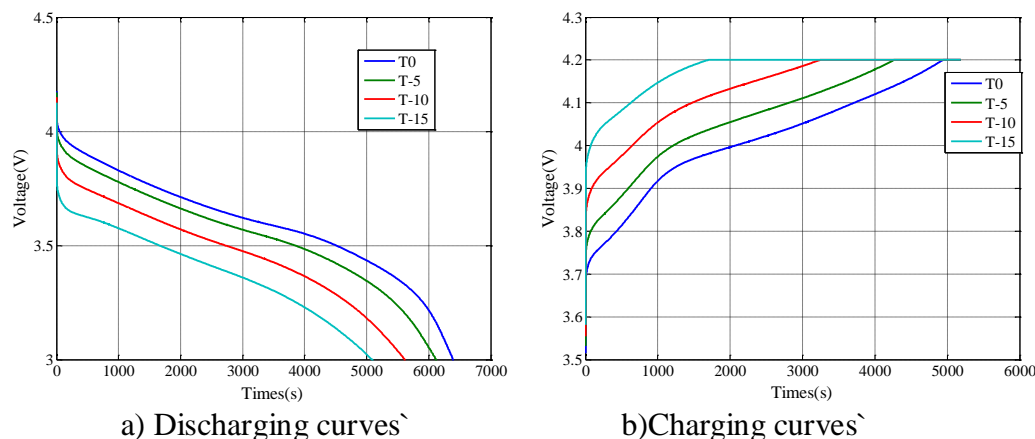 4.5
4
3.5
3
Voltage(V)
0 1000 2000 3000 4000 5000 6000 7000
Times(s)
T0
T-5
T-10
T-15
a) Discharging curves`
4.3
4.2
4.1
4
3.9
3.8
3.7
3.6
3.5
Voltage(V)
0 1000 2000 3000 4000 5000 6000
Times(s)
T0
T-5
T-10
T-15
b)Charging curves`